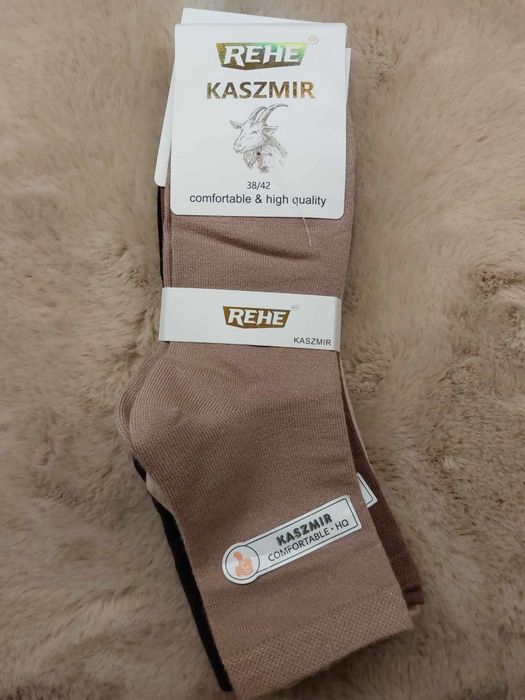 REHE
KASZMIR
38/42
comfortable & high quality
REHE
KASZMIR
KASZMIR
COMFORTABLE • HQ